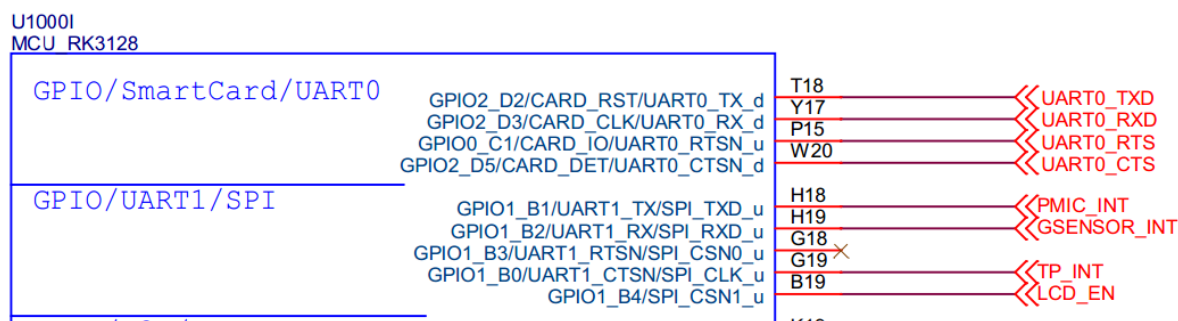 U1000I
MCU RK3128
GPIO/SmartCard/UART0
GPIO2_D2/CARD_RST/UART0_TX_d T18 UART0_TXD
GPIO2_D3/CARD_CLK/UART0_RX_d Y17 UART0_RXD
GPIO0_C1/CARD_IO/UART0_RTSN_u P15 UART0_RTS
GPIO2_D5/CARD_DET/UART0_CTSN_d W20 UART0_CTS
GPIO/UART1/SPI
GPIO1_B1/UART1_TX/SPI_TXD_u H18 PMIC_INT
GPIO1_B2/UART1_RX/SPI_RXD_u H19 GSENSOR_INT
GPIO1_B3/UART1_RTSN/SPI_CSN0_u G18
GPIO1_B0/UART1_CTSN/SPI_CLK_u G19 TP_INT
GPIO1_B4/SPI_CSN1_u B19 LCD_EN